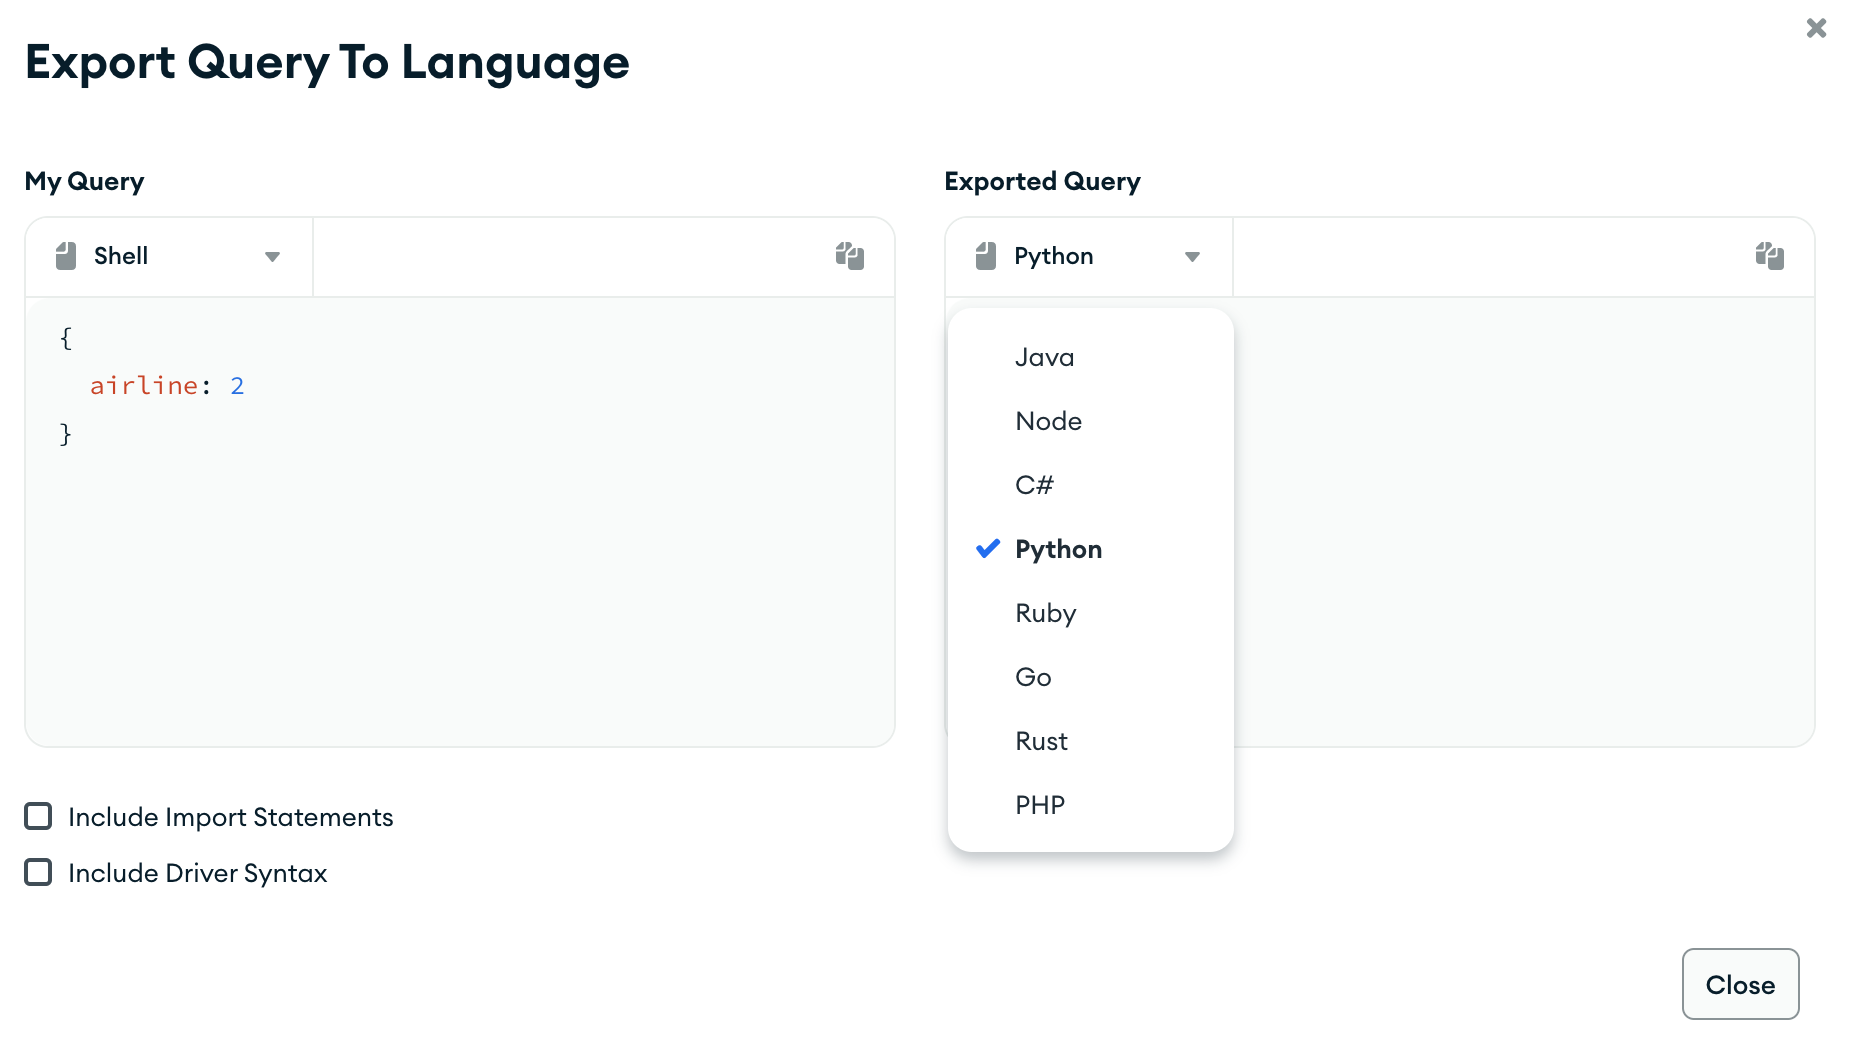 Export Query To Language
My Query
Shell
{
airline: 2
}
Include Import Statements
Include Driver Syntax
Exported Query
Python
Java
Node
C#
Python
Ruby
Go
Rust
PHP
Close